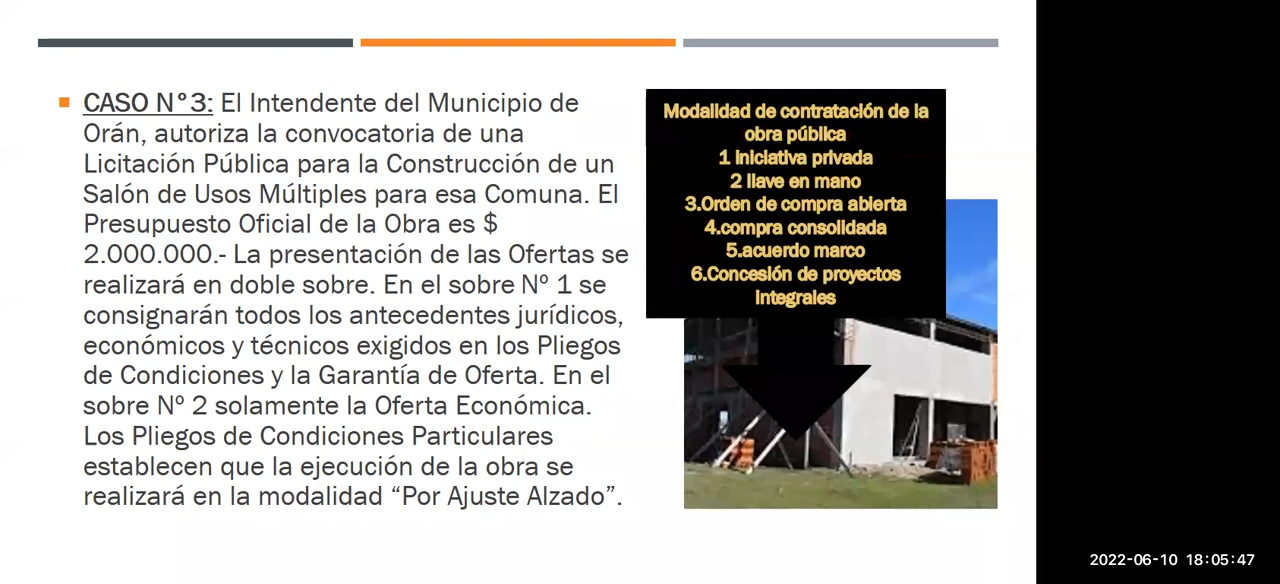 CASO N°3: El Intendente del Municipio de
Orán, autoriza la convocatoria de una
Licitación Pública para la Construcción de un
Salón de Usos Múltiples para esa Comuna. El
Presupuesto Oficial de la Obra es $
2.000.000.- La presentación de las Ofertas se
realizará en doble sobre. En el sobre Nº 1 se
consignarán todos los antecedentes jurídicos,
económicos y técnicos exigidos en los Pliegos
de Condiciones y la Garantía de Oferta. En el
sobre Nº 2 solamente la Oferta Económica.
Los Pliegos de Condiciones Particulares
establecen que la ejecución de la obra se
realizará en la modalidad “Por Ajuste Alzado”.
Modalidad de contratación de la
obra pública
1 iniciativa privada
2 llave en mano
3.Orden de compra abierta
4.compra consolidada
5.acuerdo marco
6.Concesión de proyectos
integrales
2022-06-10 18:05:47